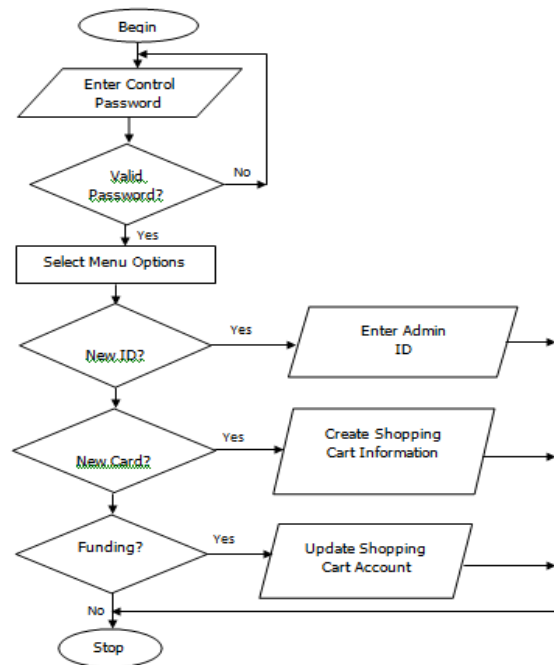 Begin
Enter Control
Password
Valid
Password?
No
Yes
Select Menu Options
New ID?
Yes
Enter Admin
ID
New Card?
Yes
Create Shopping
Cart Information
Funding?
Yes
Update Shopping
Cart Account
No
Stop